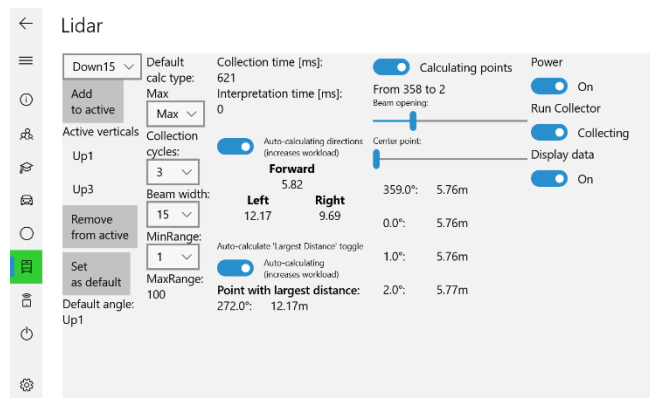 Lidar
Down15
Add
to active
Active verticals
Up1
Up3
Remove
from active
Set
as default
Default angle:
Up1
Default
calc type:
Max
Max
Collection
cycles:
3
Beam width:
15
MinRange:
1
MaxRange:
100
Collection time [ms]:
621
Interpretation time [ms]:
0
Auto-calculating directions
(increases workload)
Forward
5.82
Left Right
12.17 9.69
Auto-calculate 'Largest Distance' toggle
Auto-calculating
(increases workload)
Point with largest distance:
272.0°: 12.17m
Calculating points
From 358 to 2
Beam opening:
Center point:
359.0°: 5.76m
0.0°: 5.76m
1.0°: 5.76m
2.0°: 5.77m
Power
On
Run Collector
Collecting
Display data
On